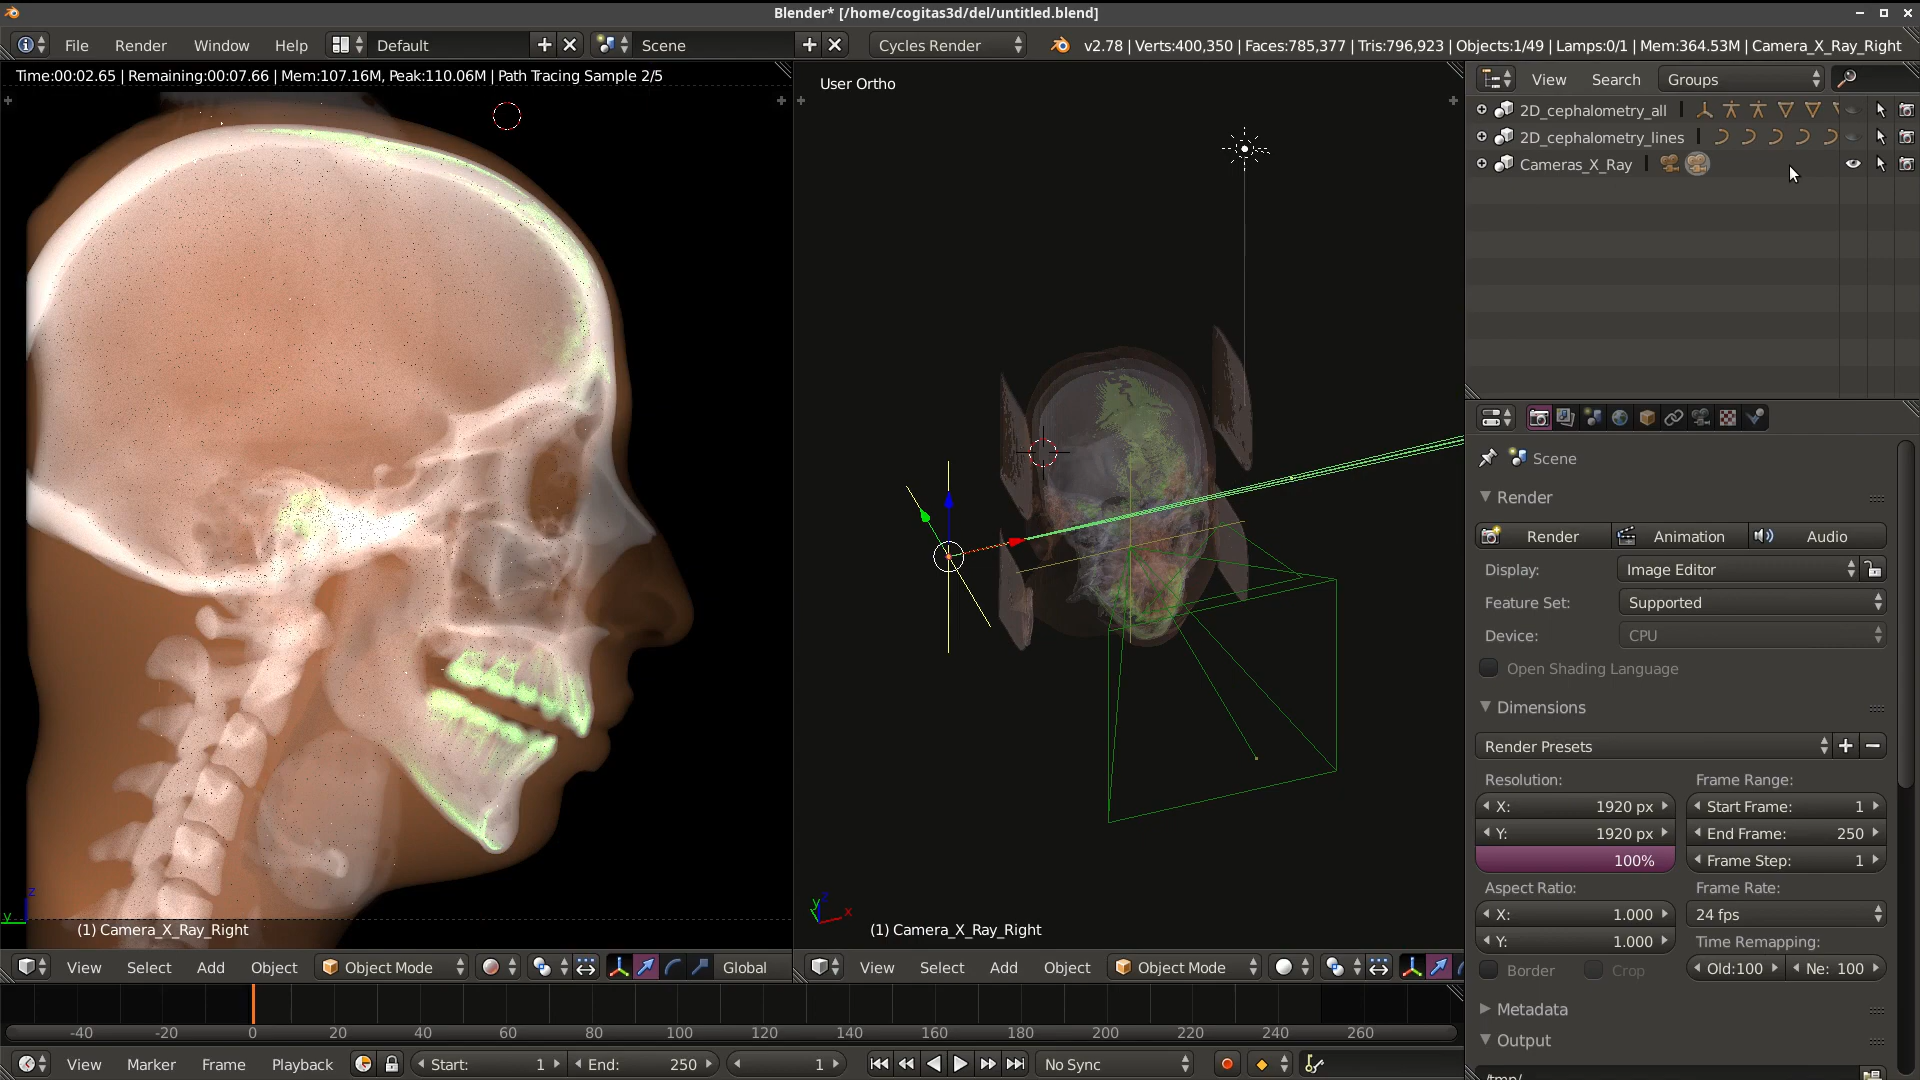 Blender* [/home/cogitas3d/del/untitled.blend]
File Render Window Help Default Scene Cycles Render v2.78 | Verts:400,350 | Faces:785,377 | Tris:796,923 | Objects:1/49 | Lamps:0/1 | Mem:364.53M | Camera_X_Ray_Right
Time:00:02.65 | Remaining:00:07.66 | Mem:107.16M, Peak:110.06M | Path Tracing Sample 2/5
User Ortho
View Search Groups
2D_cephalometry_all
2D_cephalometry_lines
Cameras_X_Ray
Scene
Render
Render Animation Audio
Display: Image Editor
Feature Set: Supported
Device: CPU
Open Shading Language
Dimensions
Render Presets
Resolution: Frame Range:
X: 1920 px Start Frame: 1
Y: 1920 px End Frame: 250
100% Frame Step: 1
Aspect Ratio: Frame Rate:
X: 1.000 24 fps
Y: 1.000 Time Remapping:
Border Crop Old:100 Ne: 100
Metadata
Output
/tmp/
z
y
(1) Camera_X_Ray_Right
y x
(1) Camera_X_Ray_Right
View Select Add Object Object Mode Global
View Select Add Object Object Mode
-40 -20 0 20 40 60 80 100 120 140 160 180 200 220 240 260
View Marker Frame Playback Start: 1 End: 250 1 No Sync